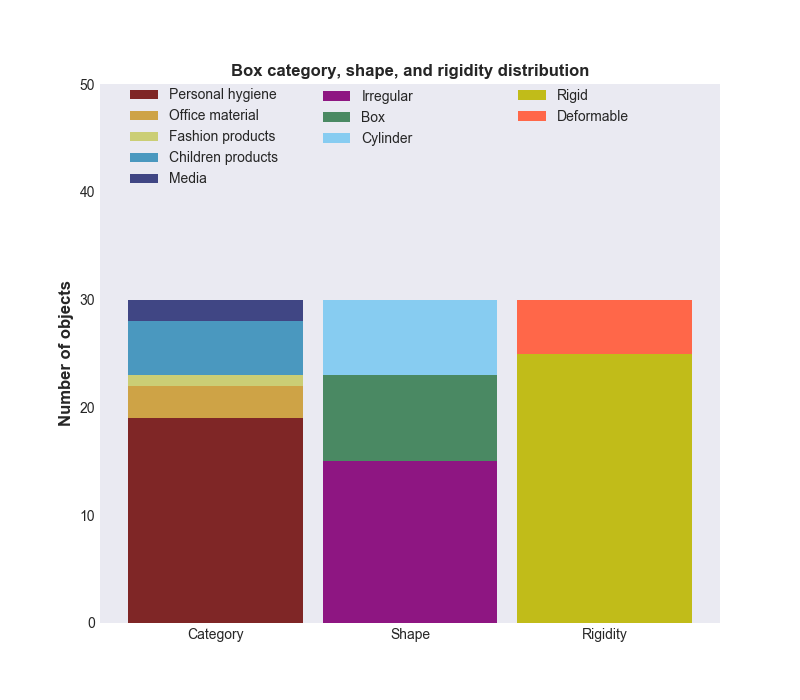 Box category, shape, and rigidity distribution
50
40
30
20
10
0
Number of objects
Personal hygiene
Office material
Fashion products
Children products
Media
Irregular
Box
Cylinder
Rigid
Deformable
Category
Shape
Rigidity